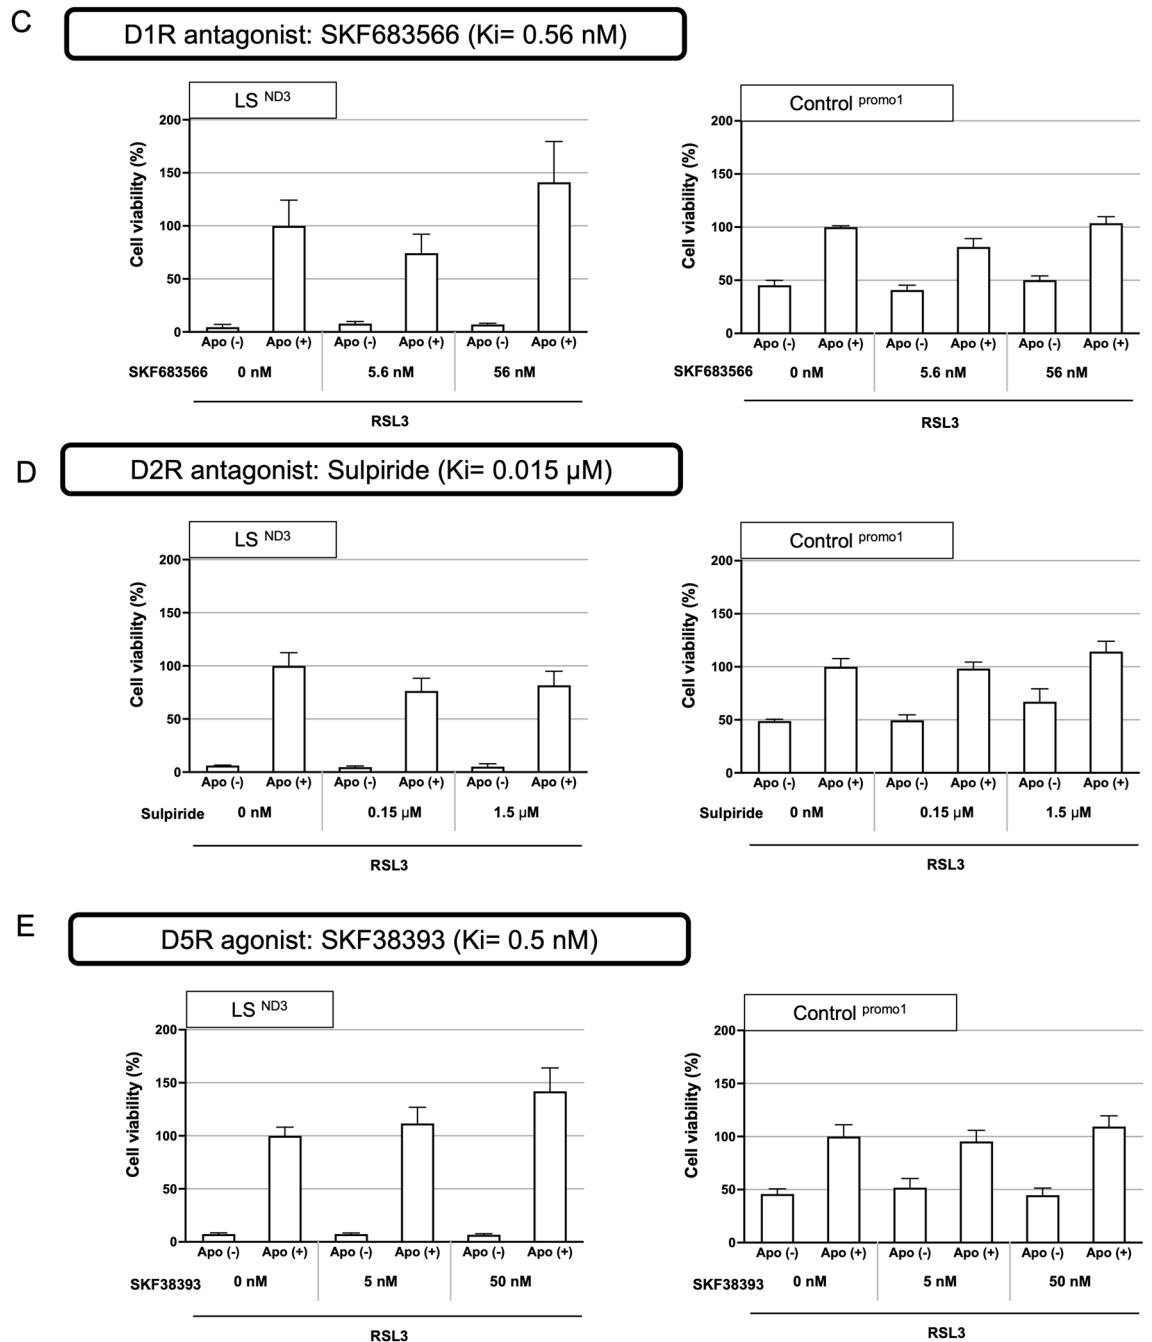 C
D1R antagonist: SKF683566 (Ki= 0.56 nM)
LS ND3
Control promo1
Cell viability (%)
200
150
100
50
0
Apo (-) Apo (+) Apo (-) Apo (+) Apo (-) Apo (+)
SKF683566 0 nM 5.6 nM 56 nM
RSL3
Cell viability (%)
200
150
100
50
0
Apo (-) Apo (+) Apo (-) Apo (+) Apo (-) Apo (+)
SKF683566 0 nM 5.6 nM 56 nM
RSL3
D
D2R antagonist: Sulpiride (Ki= 0.015 µM)
LS ND3
Control promo1
Cell viability (%)
200
150
100
50
0
Apo (-) Apo (+) Apo (-) Apo (+) Apo (-) Apo (+)
Sulpiride 0 nM 0.15 µM 1.5 µM
RSL3
Cell viability (%)
200
150
100
50
0
Apo (-) Apo (+) Apo (-) Apo (+) Apo (-) Apo (+)
Sulpiride 0 nM 0.15 µM 1.5 µM
RSL3
E
D5R agonist: SKF38393 (Ki= 0.5 nM)
LS ND3
Control promo1
Cell viability (%)
200
150
100
50
0
Apo (-) Apo (+) Apo (-) Apo (+) Apo (-) Apo (+)
SKF38393 0 nM 5 nM 50 nM
RSL3
Cell viability (%)
200
150
100
50
0
Apo (-) Apo (+) Apo (-) Apo (+) Apo (-) Apo (+)
SKF38393 0 nM 5 nM 50 nM
RSL3